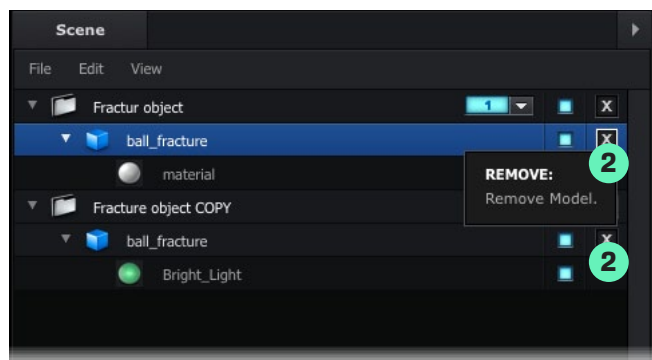 Scene
File Edit View
Fractur object 1 X
ball_fracture X
2
material
REMOVE:
Remove Model.
Fracture object COPY
ball_fracture X
2
Bright_Light